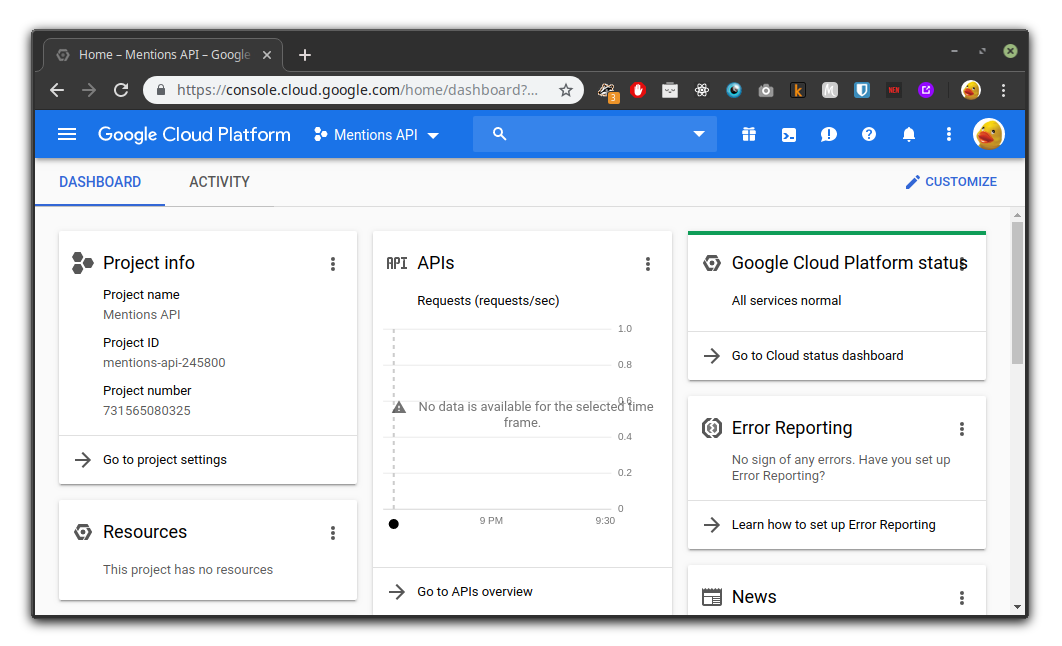 Home – Mentions API – Google
https://console.cloud.google.com/home/dashboard?...
3
k
M
NEW
Google Cloud Platform
Mentions API
DASHBOARD
ACTIVITY
CUSTOMIZE
Project info
Project name
Mentions API
Project ID
mentions-api-245800
Project number
731565080325
Go to project settings
Resources
This project has no resources
API APIs
Requests (requests/sec)
1.0
0.8
0.6
No data is available for the selected time
frame.
0.4
0.2
0
9 PM
9:30
Go to APIs overview
Google Cloud Platform status
All services normal
Go to Cloud status dashboard
Error Reporting
No sign of any errors. Have you set up
Error Reporting?
Learn how to set up Error Reporting
News